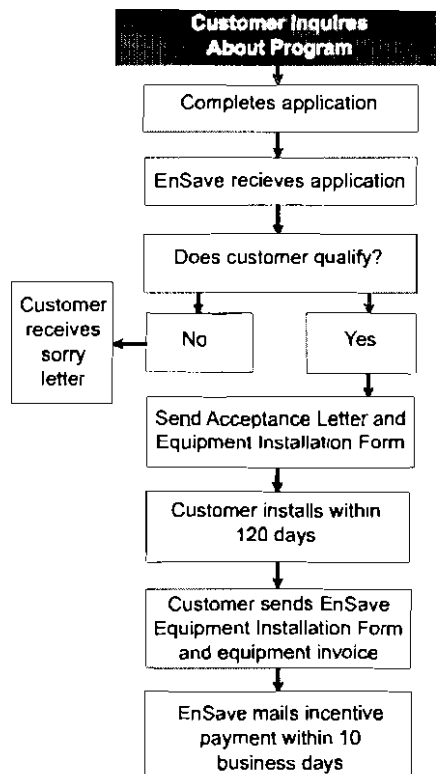 Customer Inquires
About Program
Completes application
EnSave recieves application
Does customer qualify?
Customer
receives
sorry
letter
No
Yes
Send Acceptance Letter and
Equipment Installation Form
Customer installs within
120 days
Customer sends EnSave
Equipment Installation Form
and equipment invoice
EnSave mails incentive
payment within 10
business days